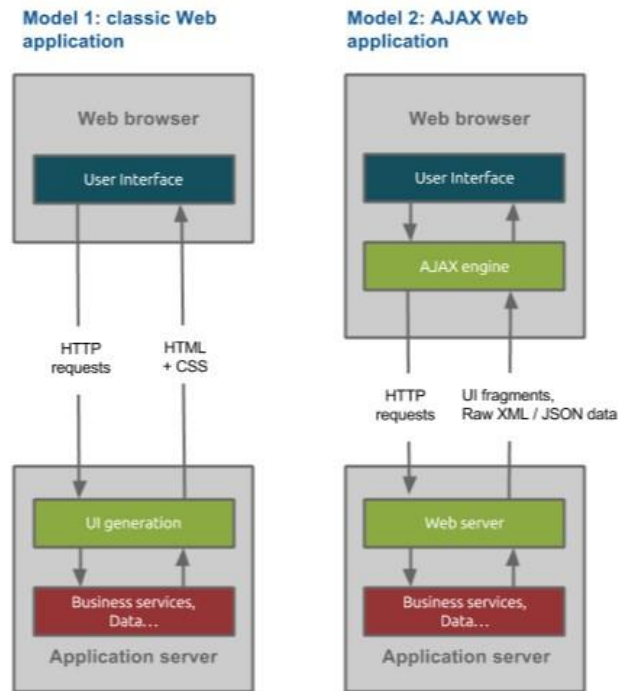 Model 1: classic Web
application
Web browser
User Interface
HTTP
requests
HTML
+ CSS
UI generation
Business services,
Data...
Application server
Model 2: AJAX Web
application
Web browser
User Interface
AJAX engine
HTTP
requests
UI fragments,
Raw XML / JSON data
Web server
Business services,
Data...
Application server